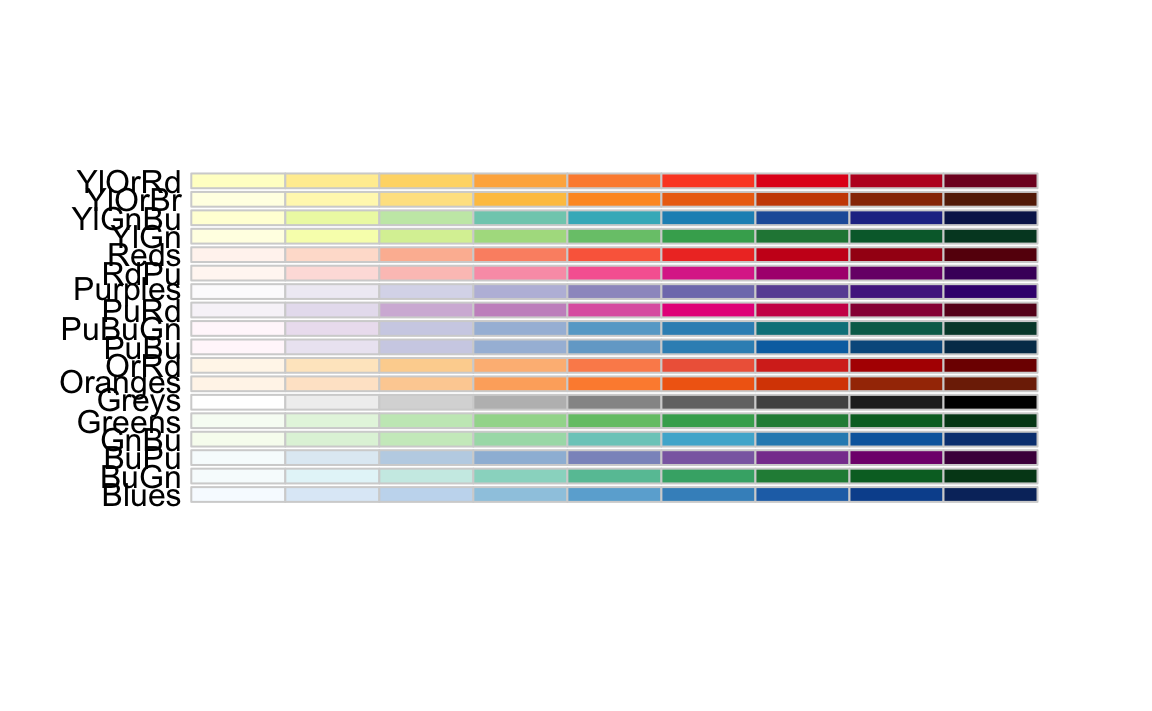 YlOrRd
YlOrBr
YlGnBu
YlGn
Reds
RdPu
Purples
PuRd
PuBuGn
PuBu
OrRd
Oranges
Greys
Greens
GnBu
BuPu
BuGn
Blues